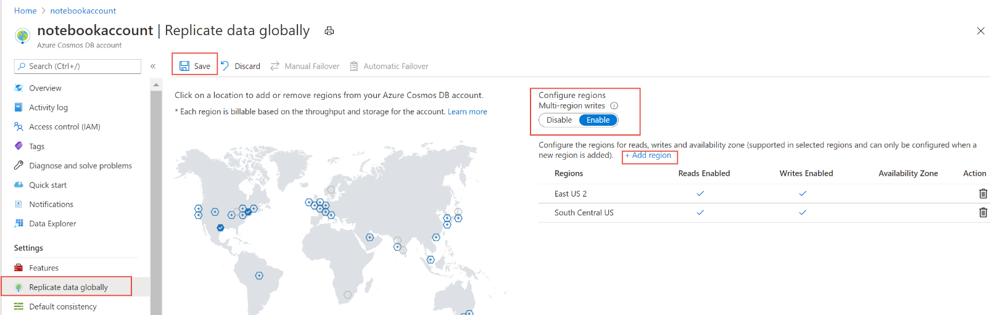 Home > notebookaccount
notebookaccount | Replicate data globally
Azure Cosmos DB account
Search (Ctrl+/)
«
Overview
Activity log
Access control (IAM)
Tags
Diagnose and solve problems
Quick start
Notifications
Data Explorer
Settings
Features
Replicate data globally
Default consistency
Save
Discard
Manual Failover
Automatic Failover
Click on a location to add or remove regions from your Azure Cosmos DB account.
* Each region is billable based on the throughput and storage for the account. Learn more
Configure regions
Multi-region writes
Disable Enable
Configure the regions for reads, writes and availability zone (supported in selected regions and can only be configured when a
new region is added). + Add region
Regions Reads Enabled Writes Enabled Availability Zone Action
East US 2
South Central US